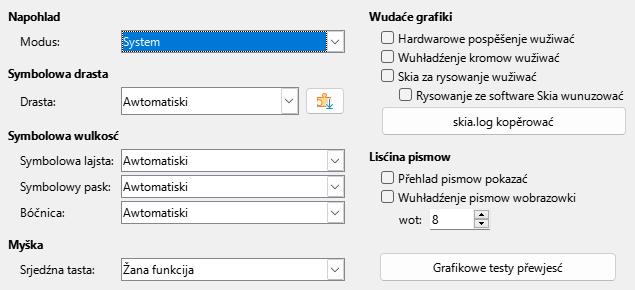 Napohlad
Modus: System
Symbolowa drasta
Drasta: Awtomatiski
Symbolowa wulkosć
Symbolowa lajsta: Awtomatiski
Symbolowy pask: Awtomatiski
Bócnica: Awtomatiski
Myška
Srjedźna tasta: Žana funkcija
Wudaće grafiki
Hardwarowe pospěšenje wužiwać
Wuhładźenje kromow wužiwać
Skia za rysowanje wužiwać
Rysowanje ze software Skia wunuzować
skia.log kopěrować
Lisćina pismow
Přehlad pismow pokazać
Wuhładźenje pismow wobrazowki
wot: 8
Grafikowe testy přewjesć